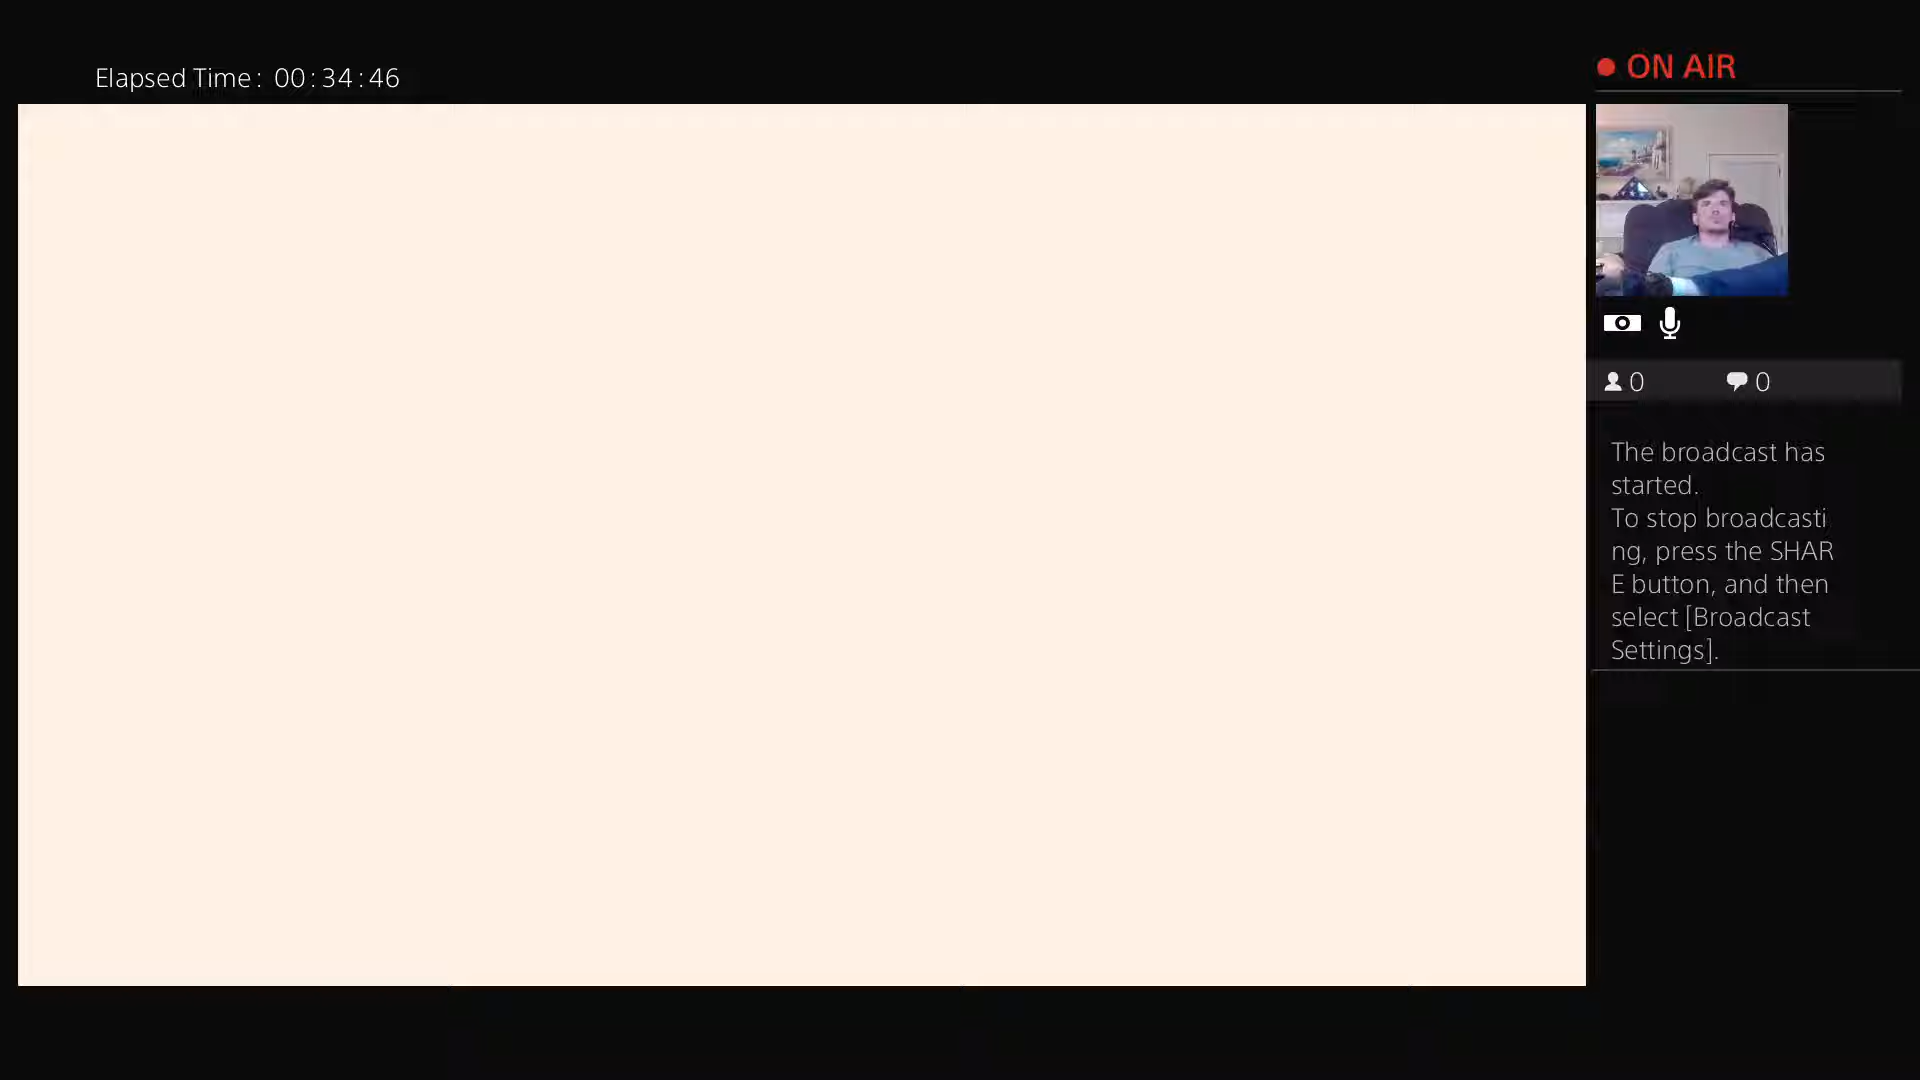 Elapsed Time: 00:34:46
ON AIR
0
0
The broadcast has
started.
To stop broadcasti
ng, press the SHAR
E button, and then
select [Broadcast
Settings].